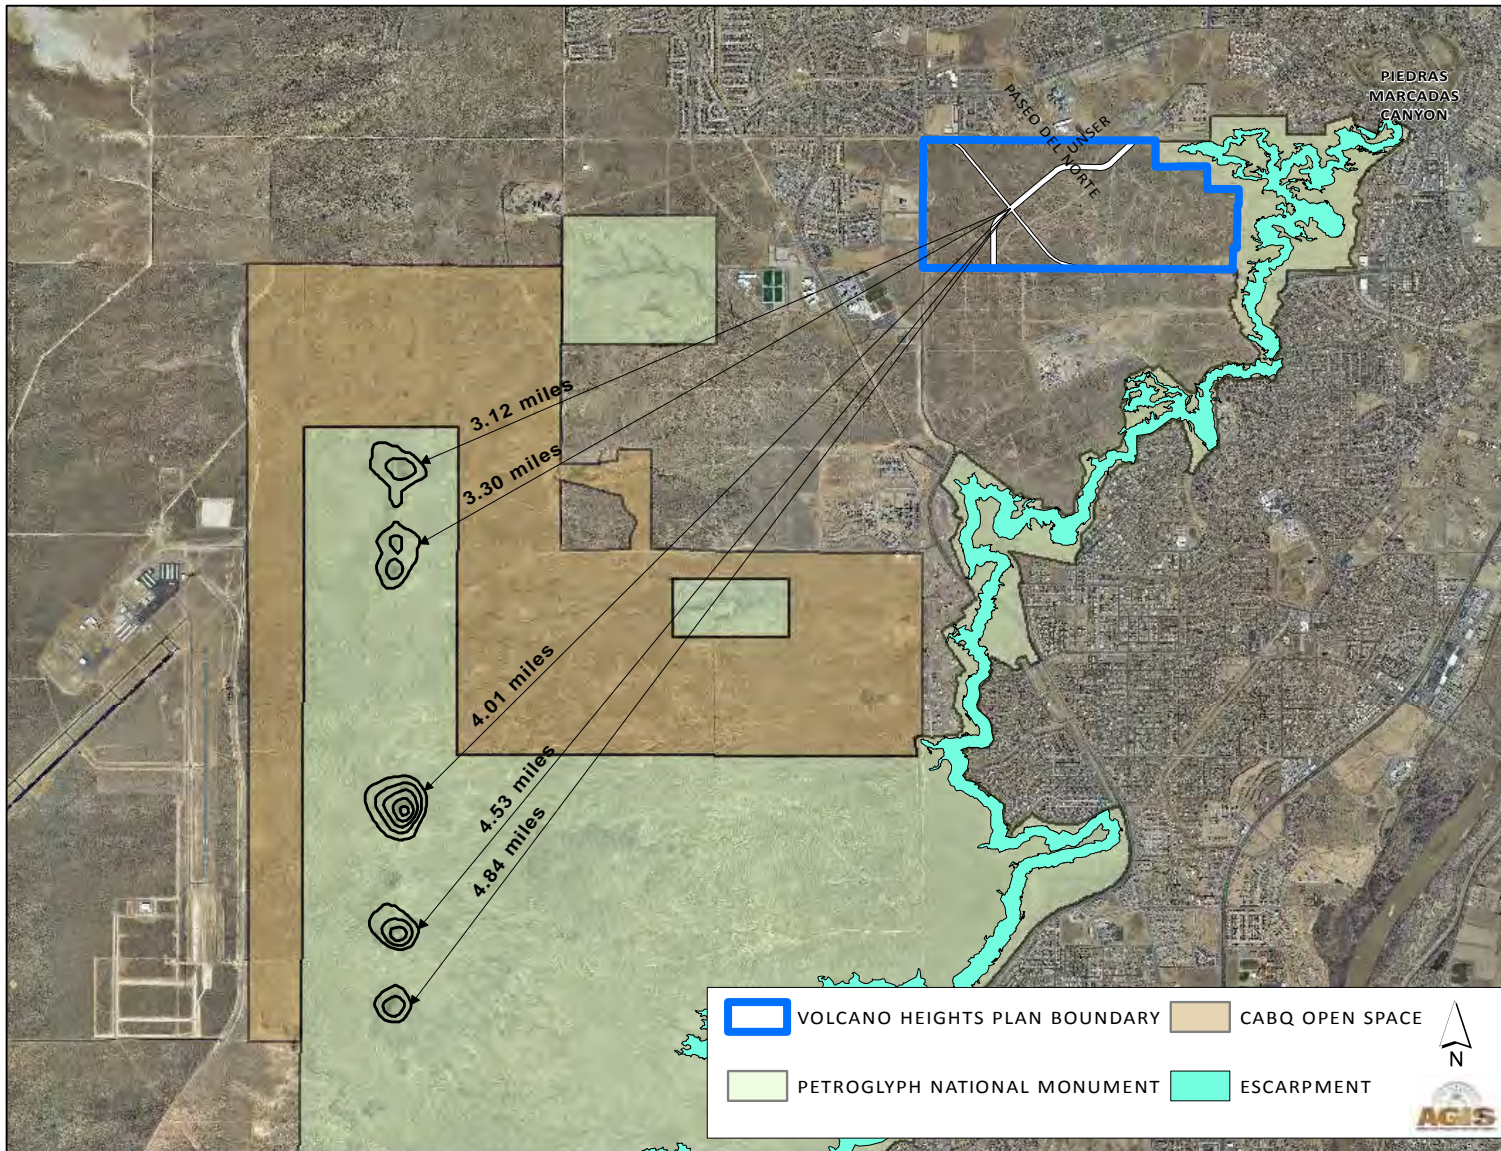 PIEDRAS
MARCADAS
CANYON
PASEO DEL NORTE
UNSER
3.12 miles
3.30 miles
4.01 miles
4.53 miles
4.84 miles
VOLCANO HEIGHTS PLAN BOUNDARY
CABQ OPEN SPACE
PETROGLYPH NATIONAL MONUMENT
ESCARPMENT
N
AGIS